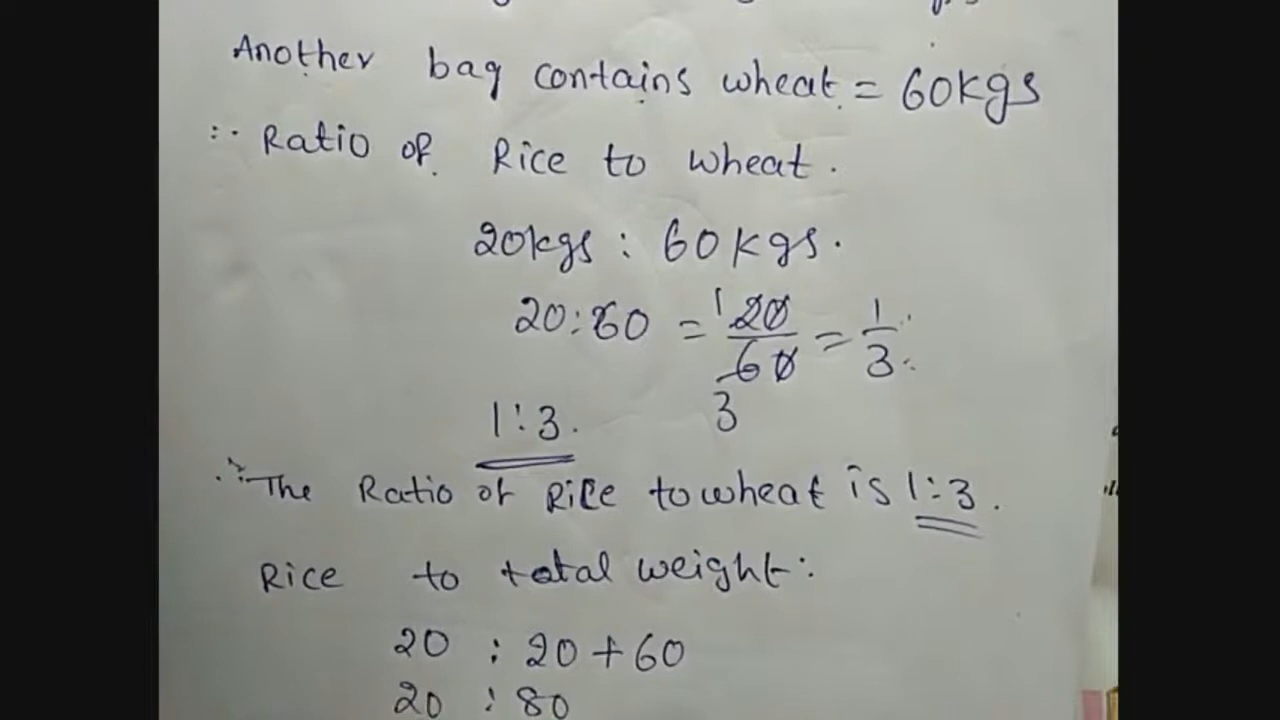 Another bag contains wheat = 60kgs
∴ Ratio of Rice to wheat.
20kgs : 60kgs.
20:60 = 1 20/60 = 1/3
1:3. 3
∴ The Ratio of Rice to wheat is 1:3.
Rice to total weight:
20 : 20+60
20 : 80